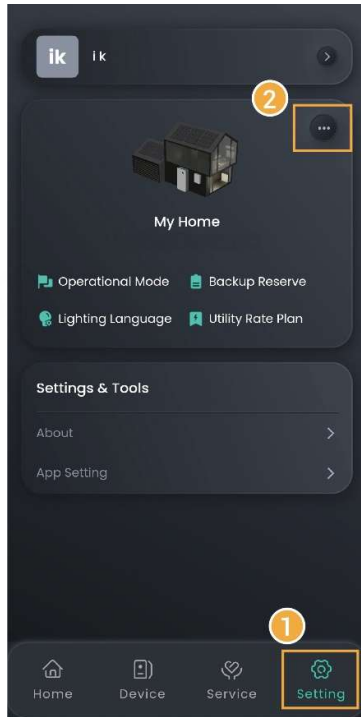 ik
i k
2
My Home
Operational Mode
Backup Reserve
Lighting Language
Utility Rate Plan
Settings & Tools
About
App Setting
1
Home
Device
Service
Setting